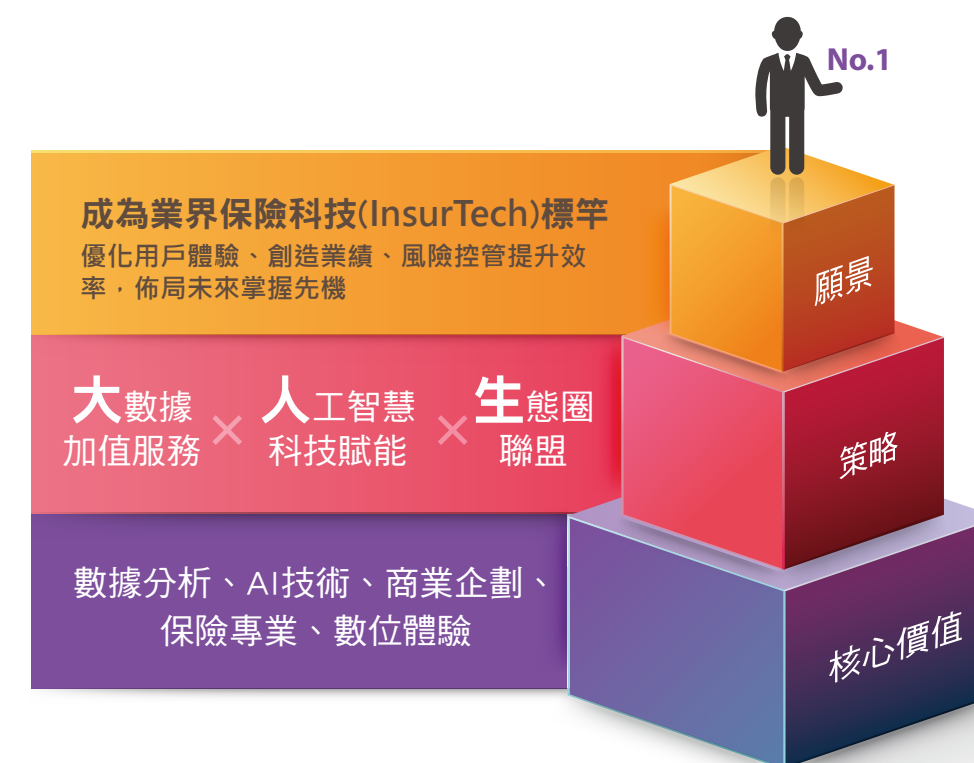 No.1
成為業界保險科技(InsurTech)標竿
優化用戶體驗、創造業績、風險控管提升效
率,佈局未來掌握先機
願景
大數據
加值服務
×
人工智慧
科技賦能
×
生態圈
聯盟
策略
數據分析、AI技術、商業企劃、
保險專業、數位體驗
核心價值